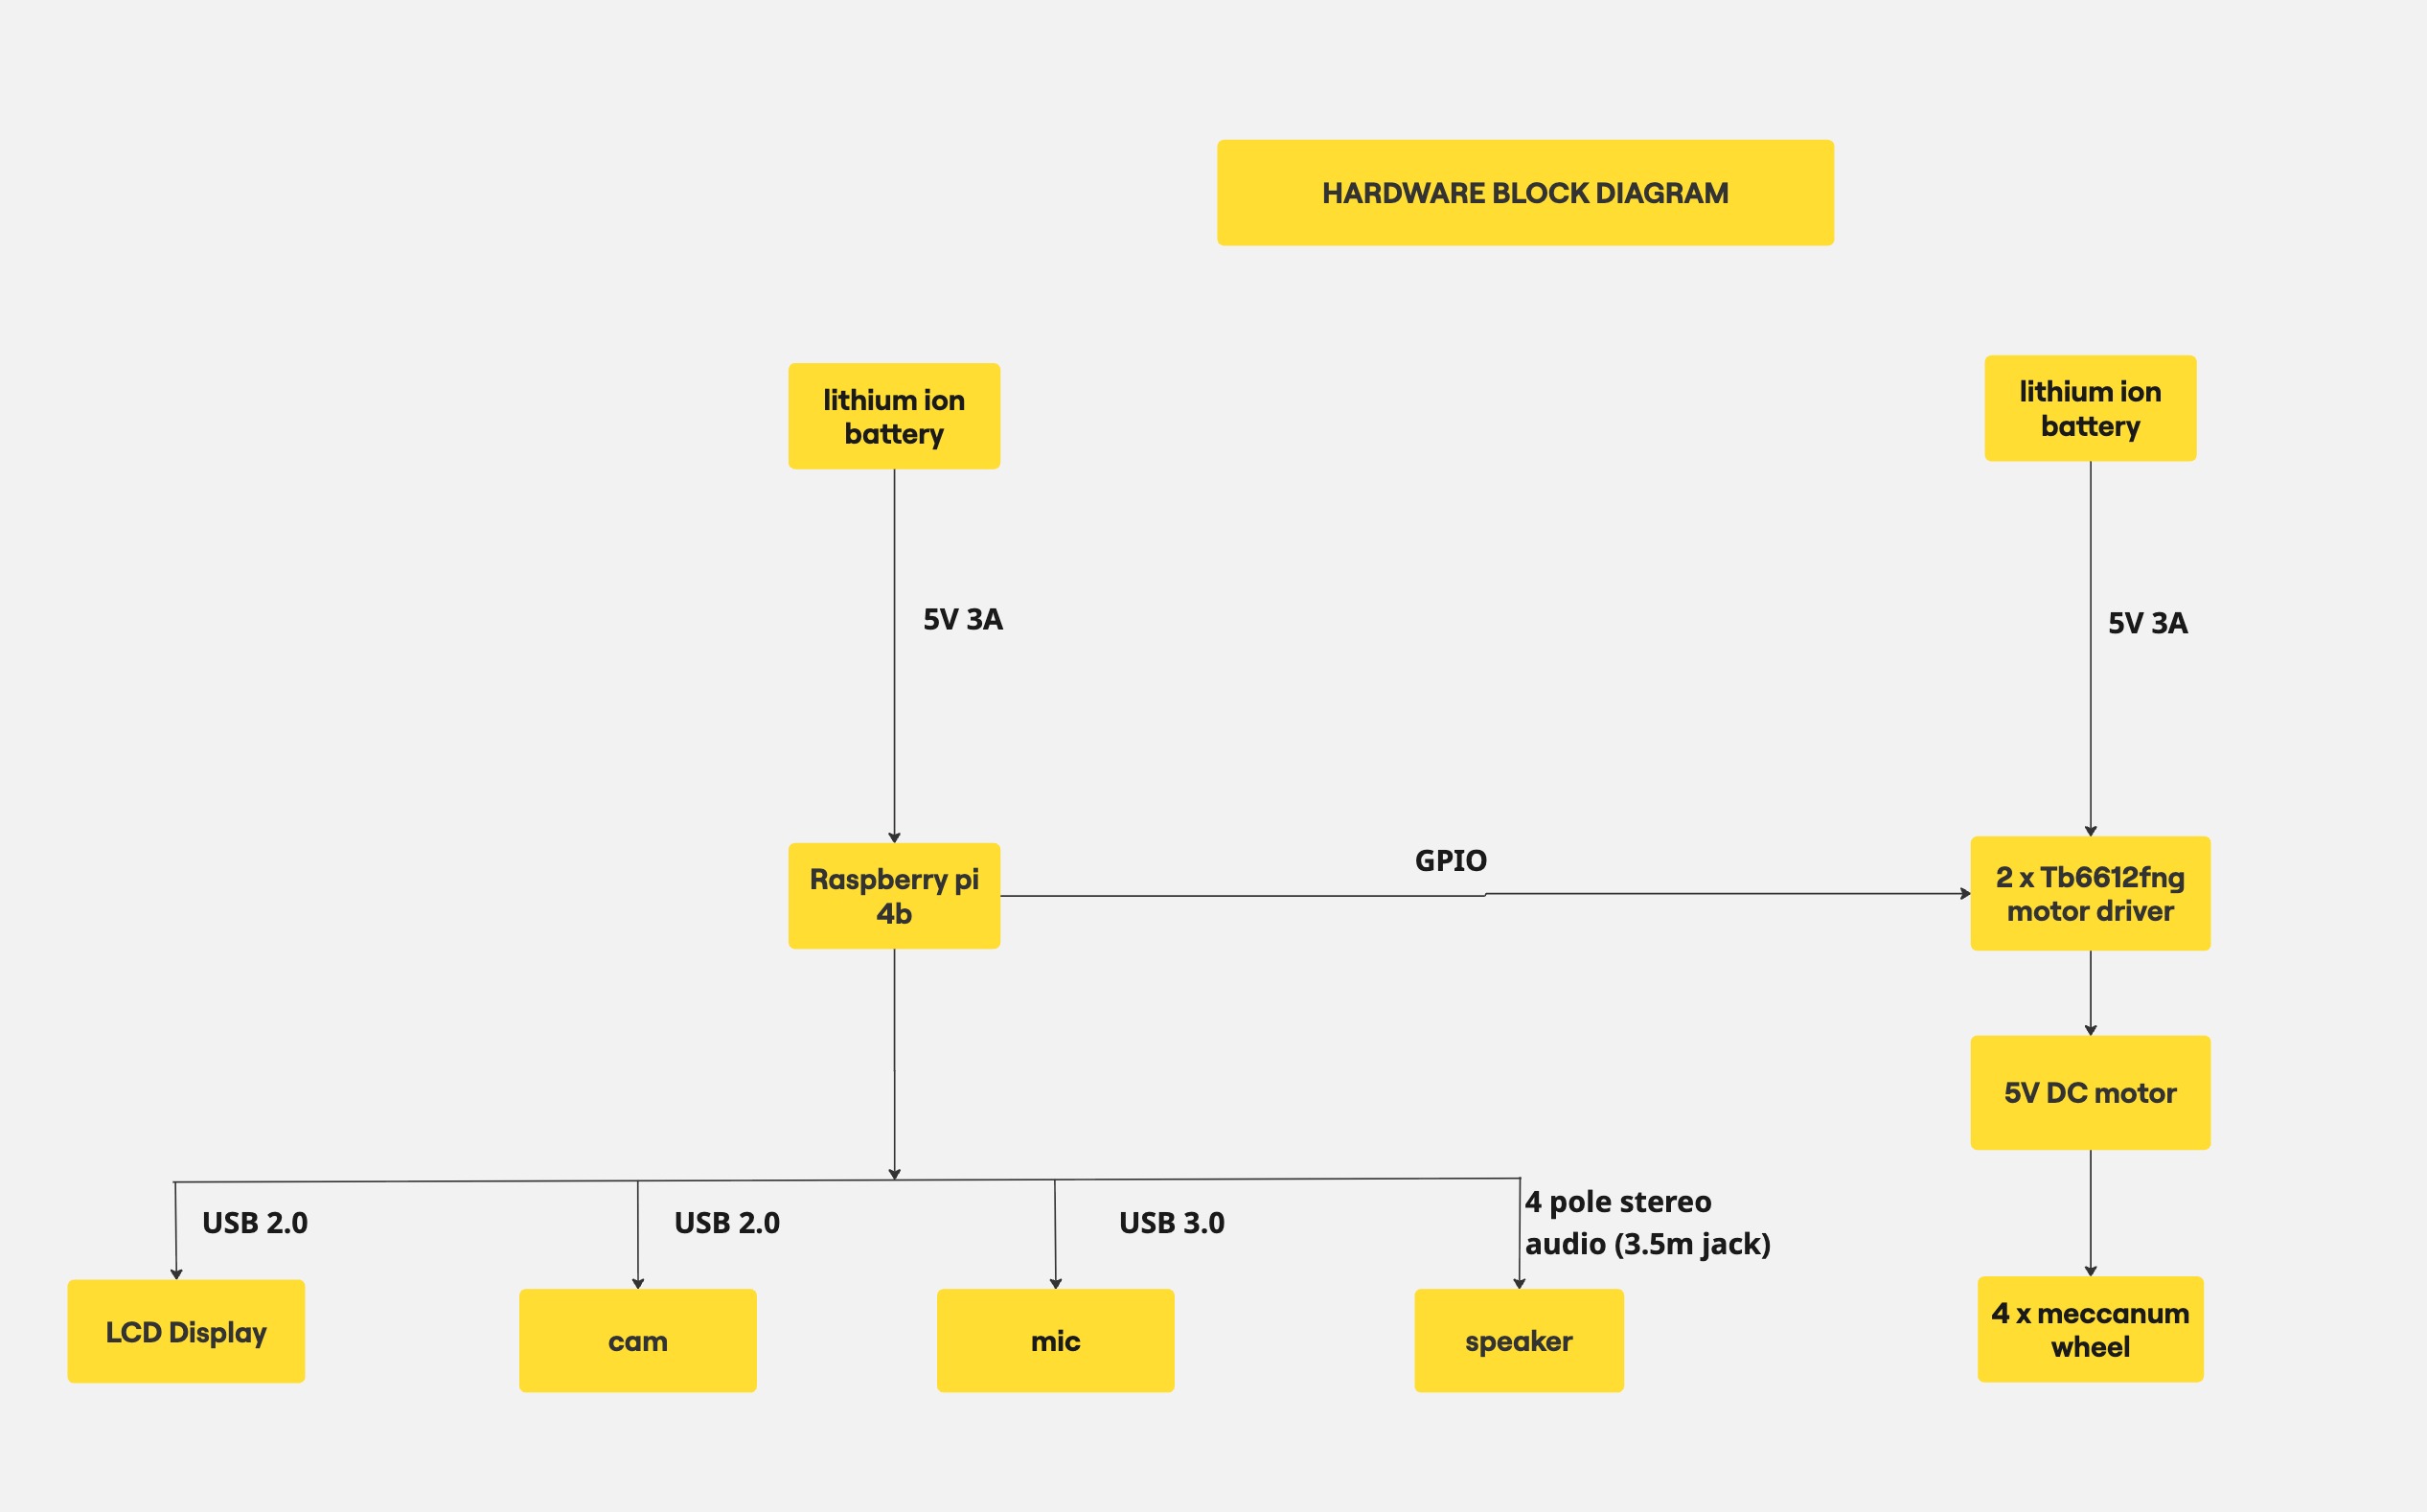 HARDWARE BLOCK DIAGRAM
lithium ion
battery
lithium ion
battery
5V 3A
5V 3A
Raspberry pi
4b
GPIO
2 x Tb6612fng
motor driver
5V DC motor
USB 2.0
USB 2.0
USB 3.0
4 pole stereo
audio (3.5m jack)
LCD Display
cam
mic
speaker
4 x meccanum
wheel